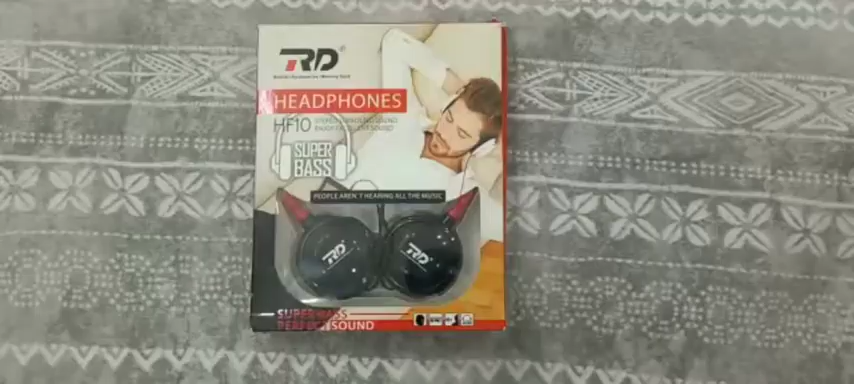 RD®
HEADPHONES
HF10
SUPER
BASS
PEOPLE AREN'T HEARING ALL THE MUSIC
RD RD
SUPER BASS
PERFECT SOUND